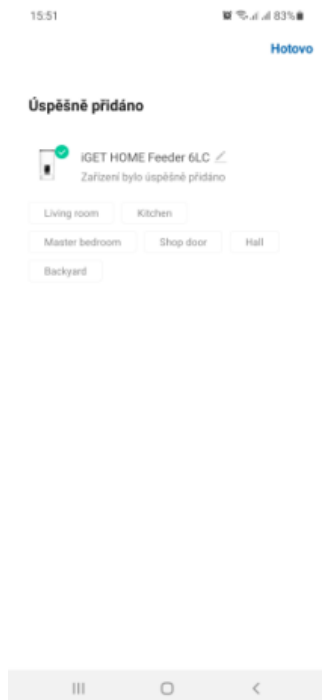 15:51 83%
Hotovo
Úspěšně přidáno
iGET HOME Feeder 6LC
Zařízení bylo úspěšně přidáno
Living room Kitchen
Master bedroom Shop door Hall
Backyard